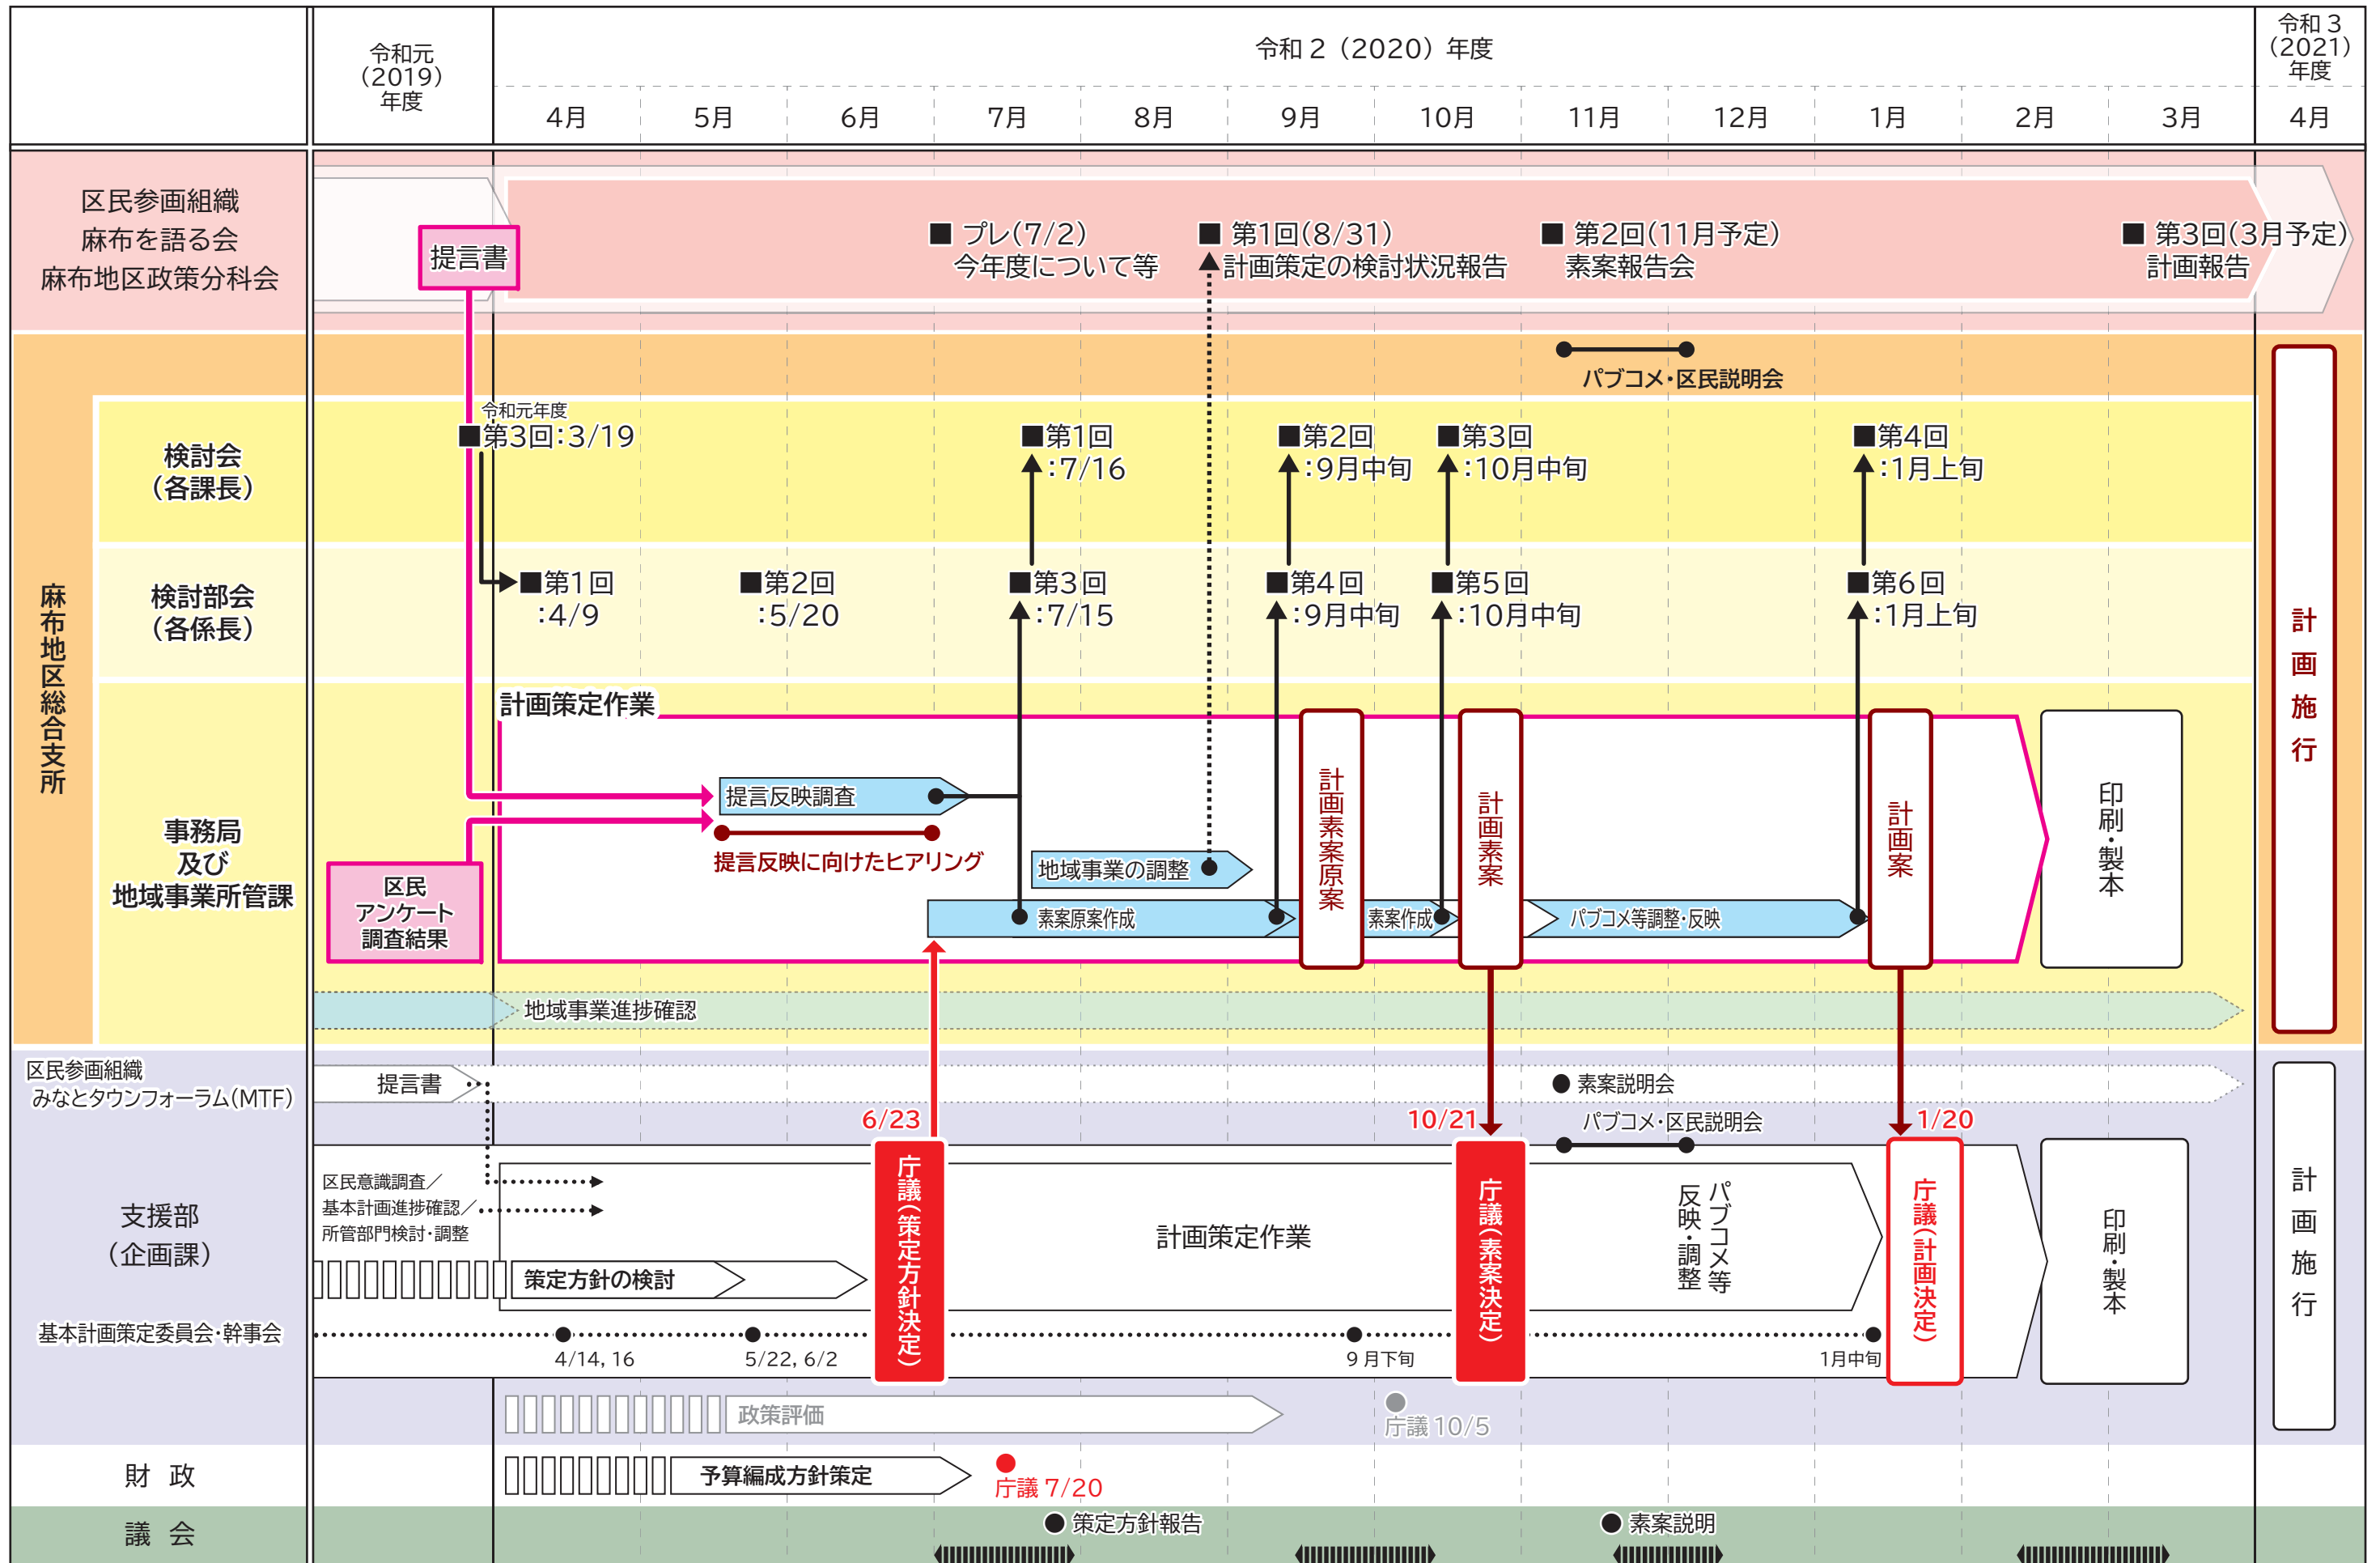 令和元
（2019）
年度
令和２（2020）年度
令和３
（2021）
年度
4月
5月
6月
7月
8月
9月
10月
11月
12月
1月
2月
3月
4月
区民参画組織
麻布を語る会
麻布地区政策分科会
提言書
■ プレ(7/2)
今年度について等
■ 第1回(8/31)
計画策定の検討状況報告
■ 第2回(11月予定)
素案報告会
■ 第3回(3月予定)
計画報告
麻布地区総合支所
パブコメ・区民説明会
検討会
（各課長）
令和元年度
■第3回：3/19
■第1回
：7/16
■第2回
：9月中旬
■第3回
：10月中旬
■第4回
：1月上旬
検討部会
（各係長）
■第1回
：4/9
■第2回
：5/20
■第3回
：7/15
■第4回
：9月中旬
■第5回
：10月中旬
■第6回
：1月上旬
計画施行
事務局
及び
地域事業所管課
計画策定作業
提言反映調査
提言反映に向けたヒアリング
地域事業の調整
区民
アンケート
調査結果
素案原案作成
計画素案原案
素案作成
計画素案
パブコメ等調整・反映
計画案
印刷・製本
地域事業進捗確認
区民参画組織
みなとタウンフォーラム(MTF)
提言書
素案説明会
6/23
10/21
パブコメ・区民説明会
1/20
支援部
（企画課）
区民意識調査／
基本計画進捗確認／
所管部門検討・調整
策定方針の検討
庁議（策定方針決定）
計画策定作業
庁議（素案決定）
パブコメ等
反映・調整
庁議（計画決定）
印刷・製本
計画施行
基本計画策定委員会・幹事会
4/14, 16
5/22, 6/2
9月下旬
1月中旬
政策評価
庁議 10/5
財 政
予算編成方針策定
庁議 7/20
議 会
策定方針報告
素案説明